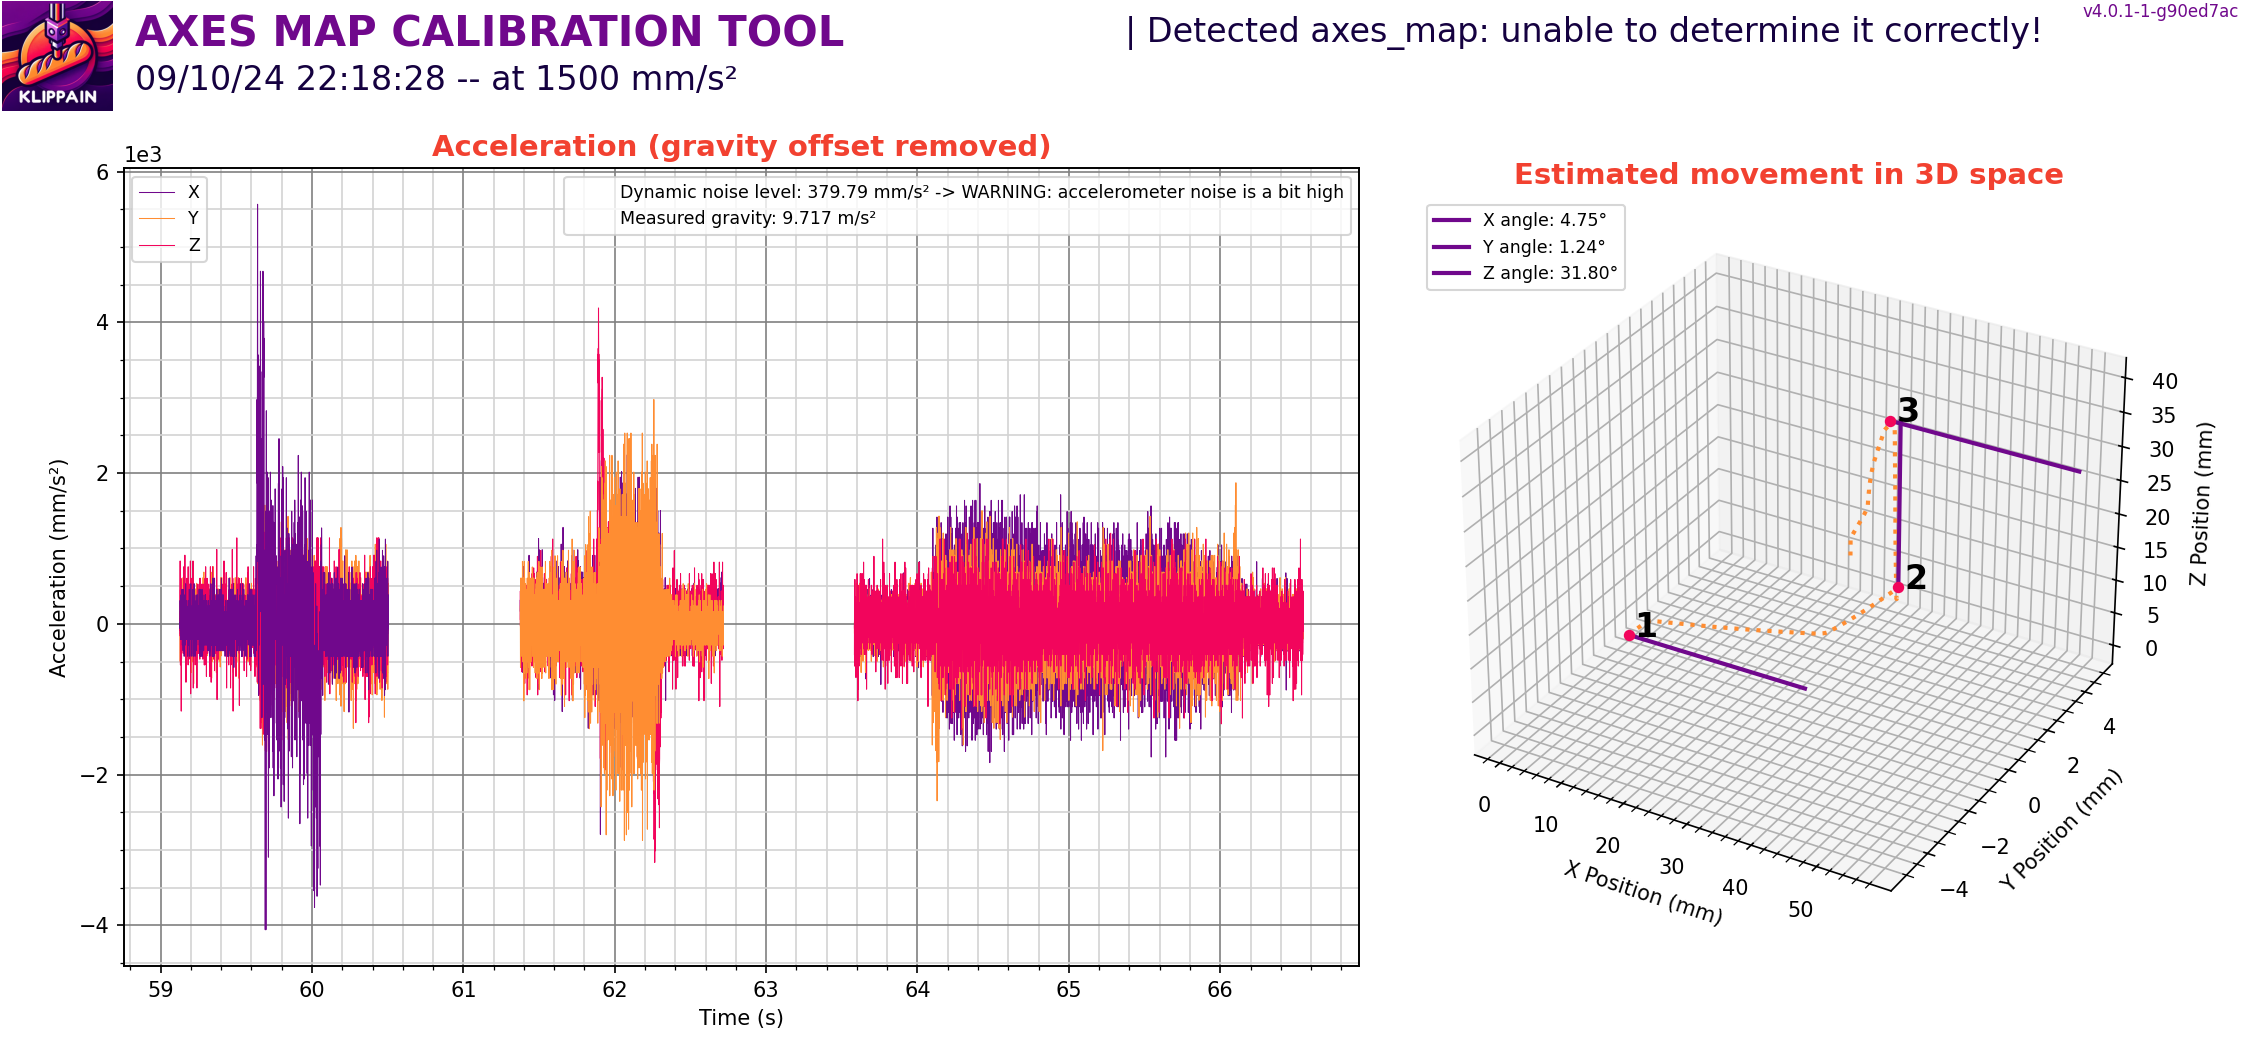 KLIPPAIN
AXES MAP CALIBRATION TOOL
09/10/24 22:18:28 -- at 1500 mm/s²
| Detected axes_map: unable to determine it correctly!
v4.0.1-1-g90ed7ac
Acceleration (gravity offset removed)
1e3
X
Y
Z
Dynamic noise level: 379.79 mm/s² -> WARNING: accelerometer noise is a bit high
Measured gravity: 9.717 m/s²
Acceleration (mm/s²)
6
4
2
0
−2
−4
59 60 61 62 63 64 65 66
Time (s)
Estimated movement in 3D space
X angle: 4.75°
Y angle: 1.24°
Z angle: 31.80°
1
2
3
0 10 20 30 40 50
X Position (mm)
−4 −2 0 2 4
Y Position (mm)
40
35
30
25
20
15
10
5
0
Z Position (mm)